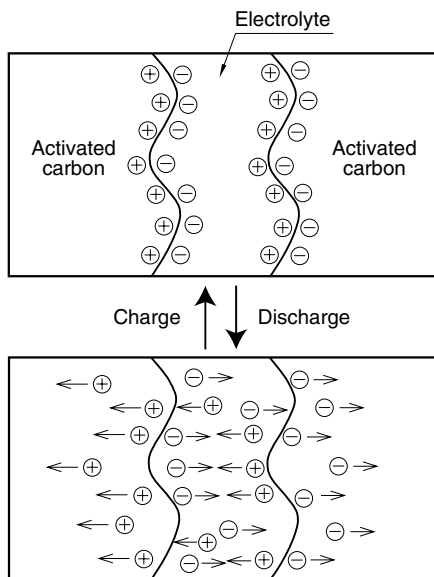 Electrolyte
Activated
carbon
Activated
carbon
Charge
Discharge